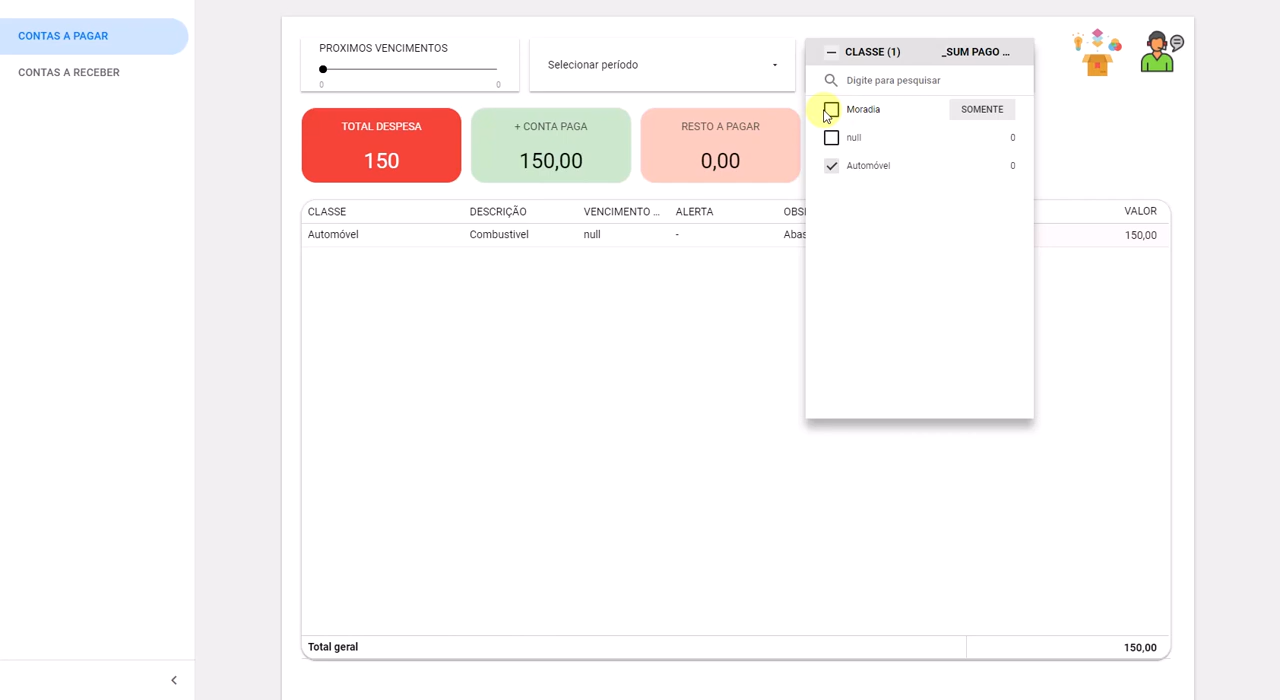 CONTAS A PAGAR
CONTAS A RECEBER
PROXIMOS VENCIMENTOS
0 0
Selecionar período
CLASSE (1) _SUM PAGO ...
Digite para pesquisar
Moradia SOMENTE
null 0
Automóvel 0
TOTAL DESPESA
150
+ CONTA PAGA
150,00
RESTO A PAGAR
0,00
CLASSE DESCRIÇÃO VENCIMENTO ... ALERTA VALOR
Automóvel Combustivel null - 150,00
Total geral 150,00